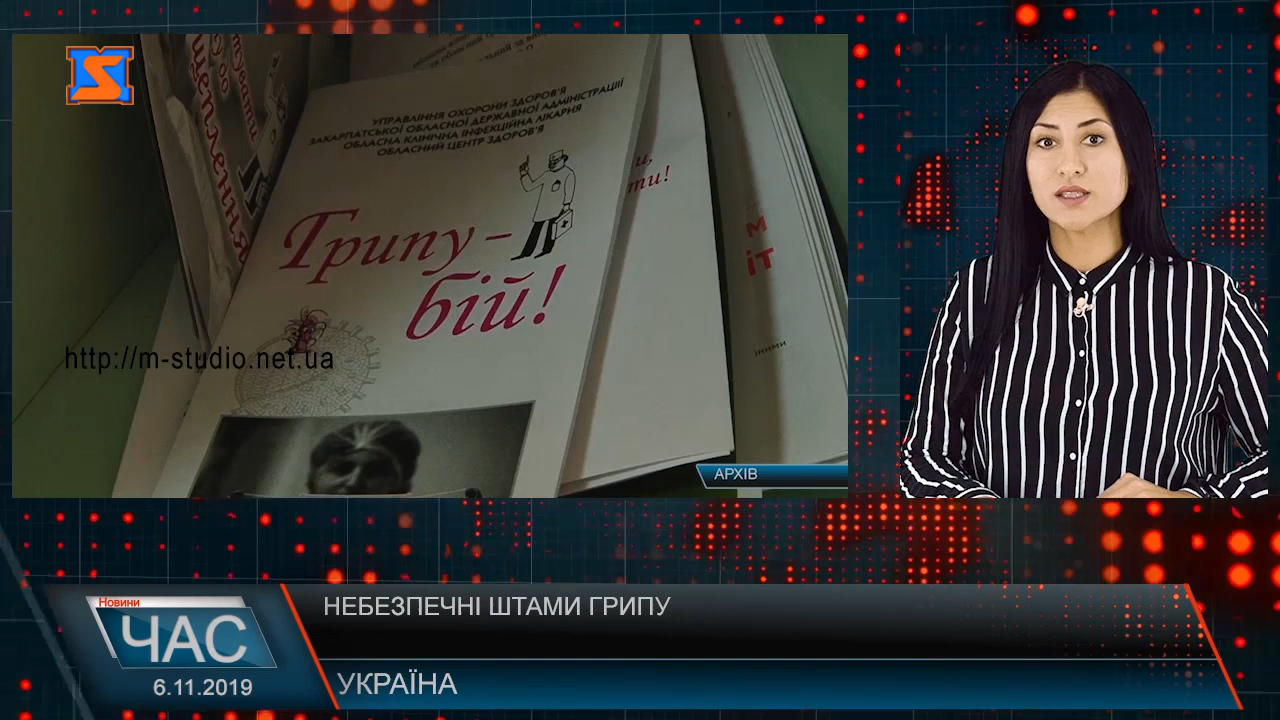 щеплення
УПРАВЛІННЯ ОХОРОНИ ЗДОРОВ'Я
ЗАКАРПАТСЬКОЇ ОБЛАСНОЇ ДЕРЖАВНОЇ АДМІНІСТРАЦІЇ
ОБЛАСНА КЛІНІЧНА ІНФЕКЦІЙНА ЛІКАРНЯ
ОБЛАСНИЙ ЦЕНТР ЗДОРОВ'Я
Грипу –
бій!
http://m-studio.net.ua
АРХІВ
Новини
ЧАС
6.11.2019
НЕБЕЗПЕЧНІ ШТАМИ ГРИПУ
УКРАЇНА